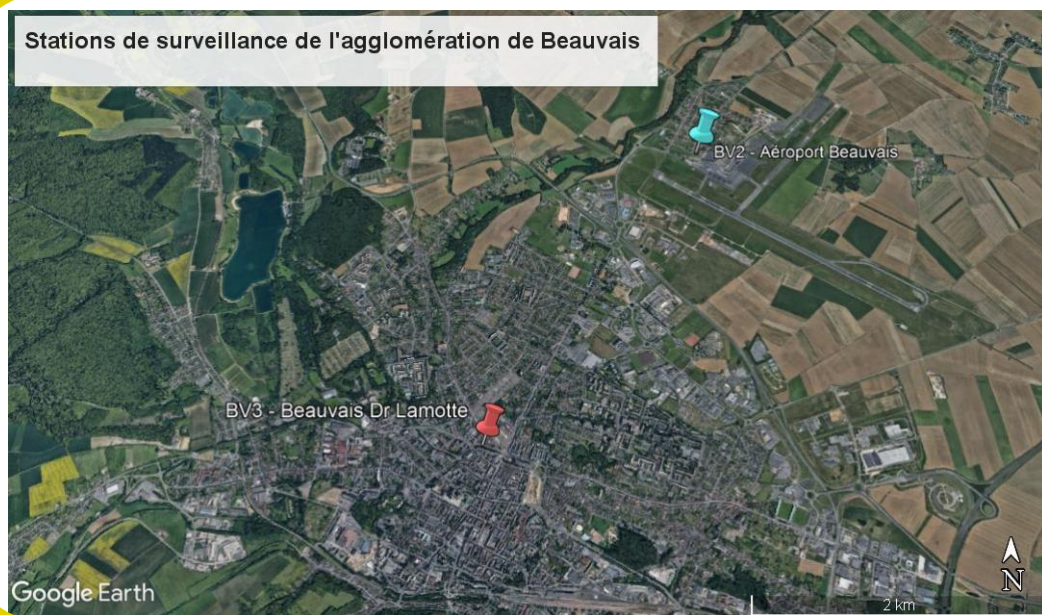 Stations de surveillance de l'agglomération de Beauvais
BV2 - Aéroport Beauvais
BV3 - Beauvais Dr Lamotte
N
Google Earth
2 km